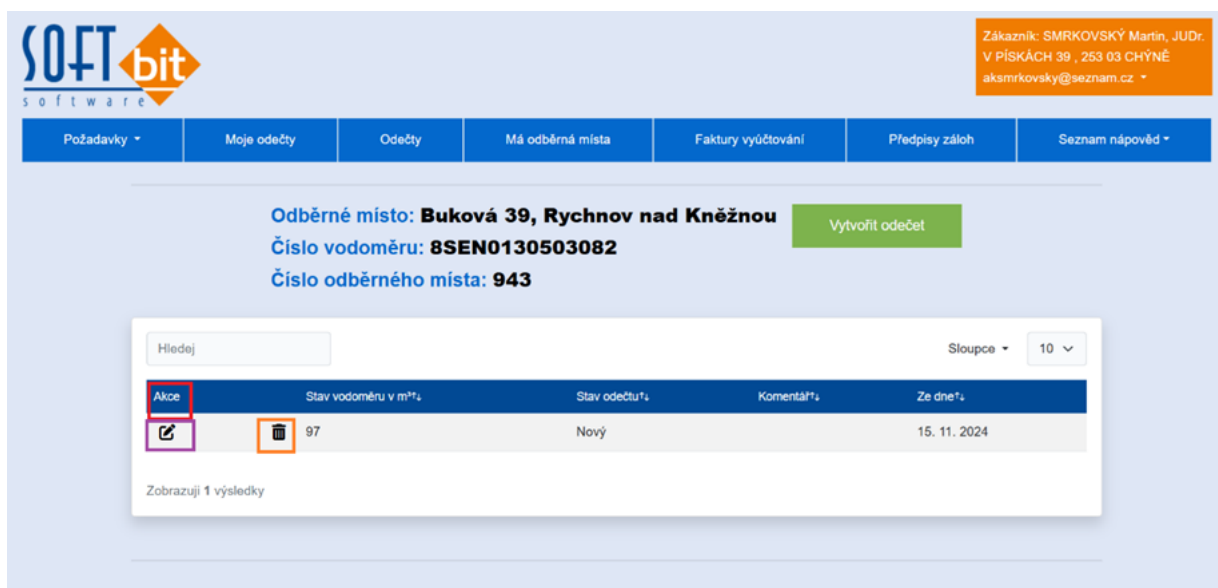 SOFT bit
software
Zákazník: SMRKOVSKÝ Martin, JUDr.
V PÍSKÁCH 39 , 253 03 CHÝNĚ
aksmrkovsky@seznam.cz
Požadavky
Moje odečty
Odečty
Má odběrná místa
Faktury vyúčtování
Předpisy záloh
Seznam nápověd
Odběrné místo: Buková 39, Rychnov nad Kněžnou
Vytvořit odečet
Číslo vodoměru: 8SEN0130503082
Číslo odběrného místa: 943
Hledej
Sloupce
10
Akce
Stav vodoměru v m³↑↓
Stav odečtu↑↓
Komentář↑↓
Ze dne↑↓
97
Nový
15. 11. 2024
Zobrazuji 1 výsledky